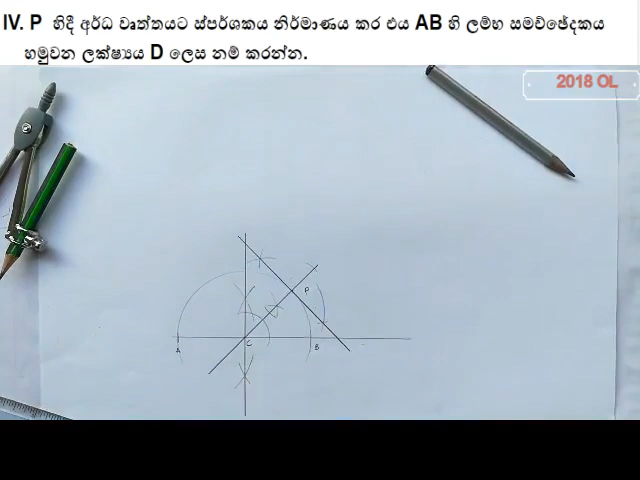 IV. P හිදී අර්ධ වෘත්තයට ස්පර්ශකය නිර්මාණය කර එය AB හි ලම්භ සමච්ඡේදකය
හමුවන ලක්ෂ්‍යය D ලෙස නම් කරන්න.
2018 OL
P
A
C
B